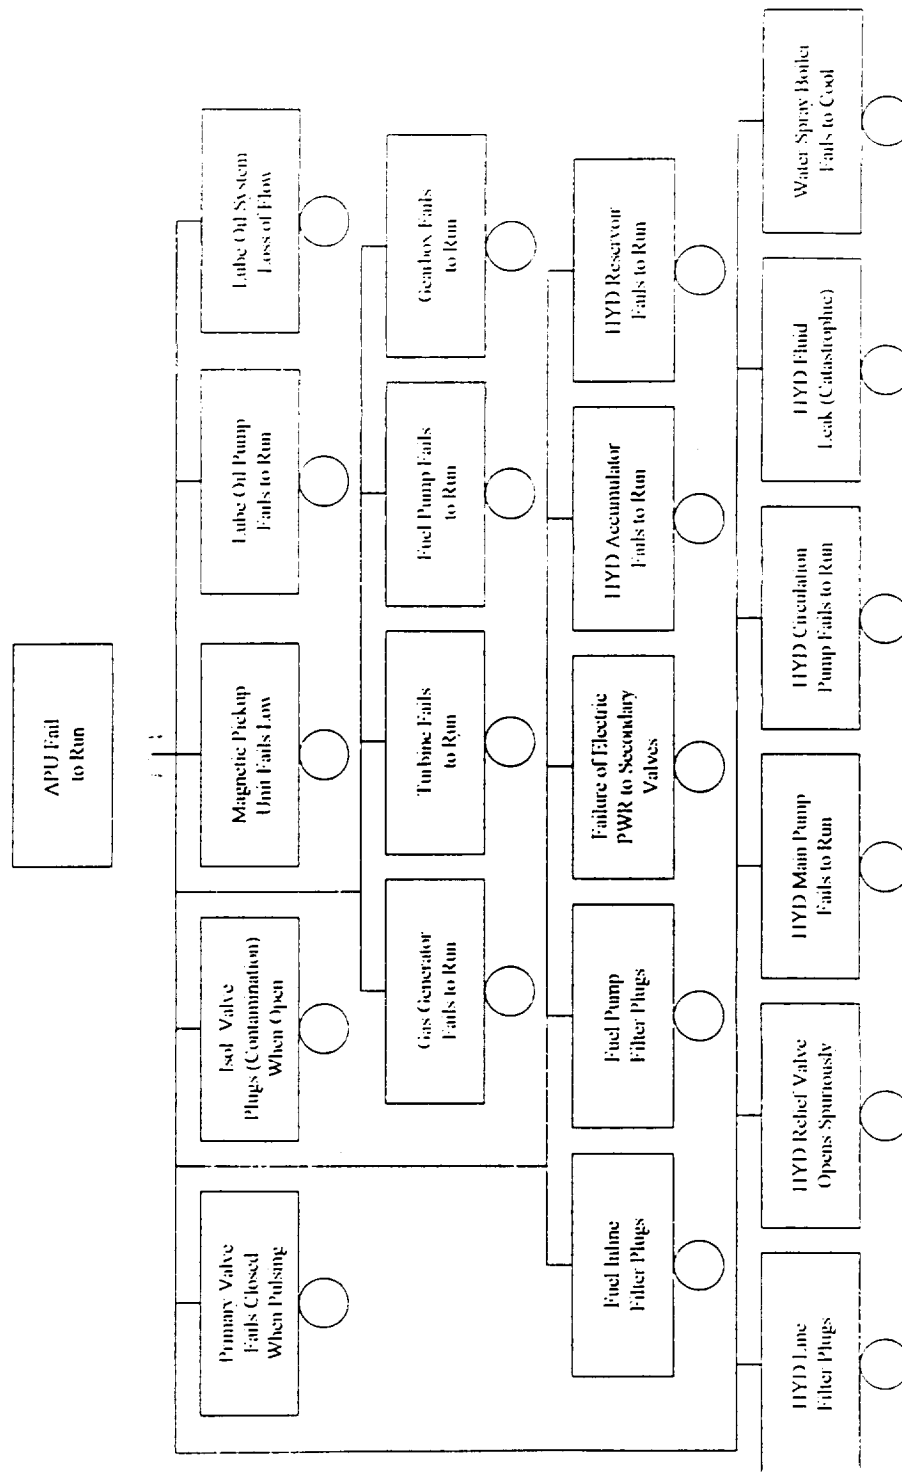 APU Fail
to Run
Primary Valve
Fails Closed
When Pulsing
Isol Valve
Plugs (Contamination)
When Open
Magnetic Pickup
Unit Fails Low
Lube Oil Pump
Fails to Run
Lube Oil System
Loss of Flow
Gas Generator
Fails to Run
Turbine Fails
to Run
Fuel Pump Fails
to Run
Gearbox Fails
to Run
Fuel Inline
Filter Plugs
Fuel Pump
Filter Plugs
Failure of Electric
PWR to Secondary
Valves
HYD Accumulator
Fails to Run
HYD Reservoir
Fails to Run
HYD Line
Filter Plugs
HYD Relief Valve
Opens Spuriously
HYD Main Pump
Fails to Run
HYD Circulation
Pump Fails to Run
HYD Fluid
Leak (Catastrophic)
Water Spray Boiler
Fails to Cool